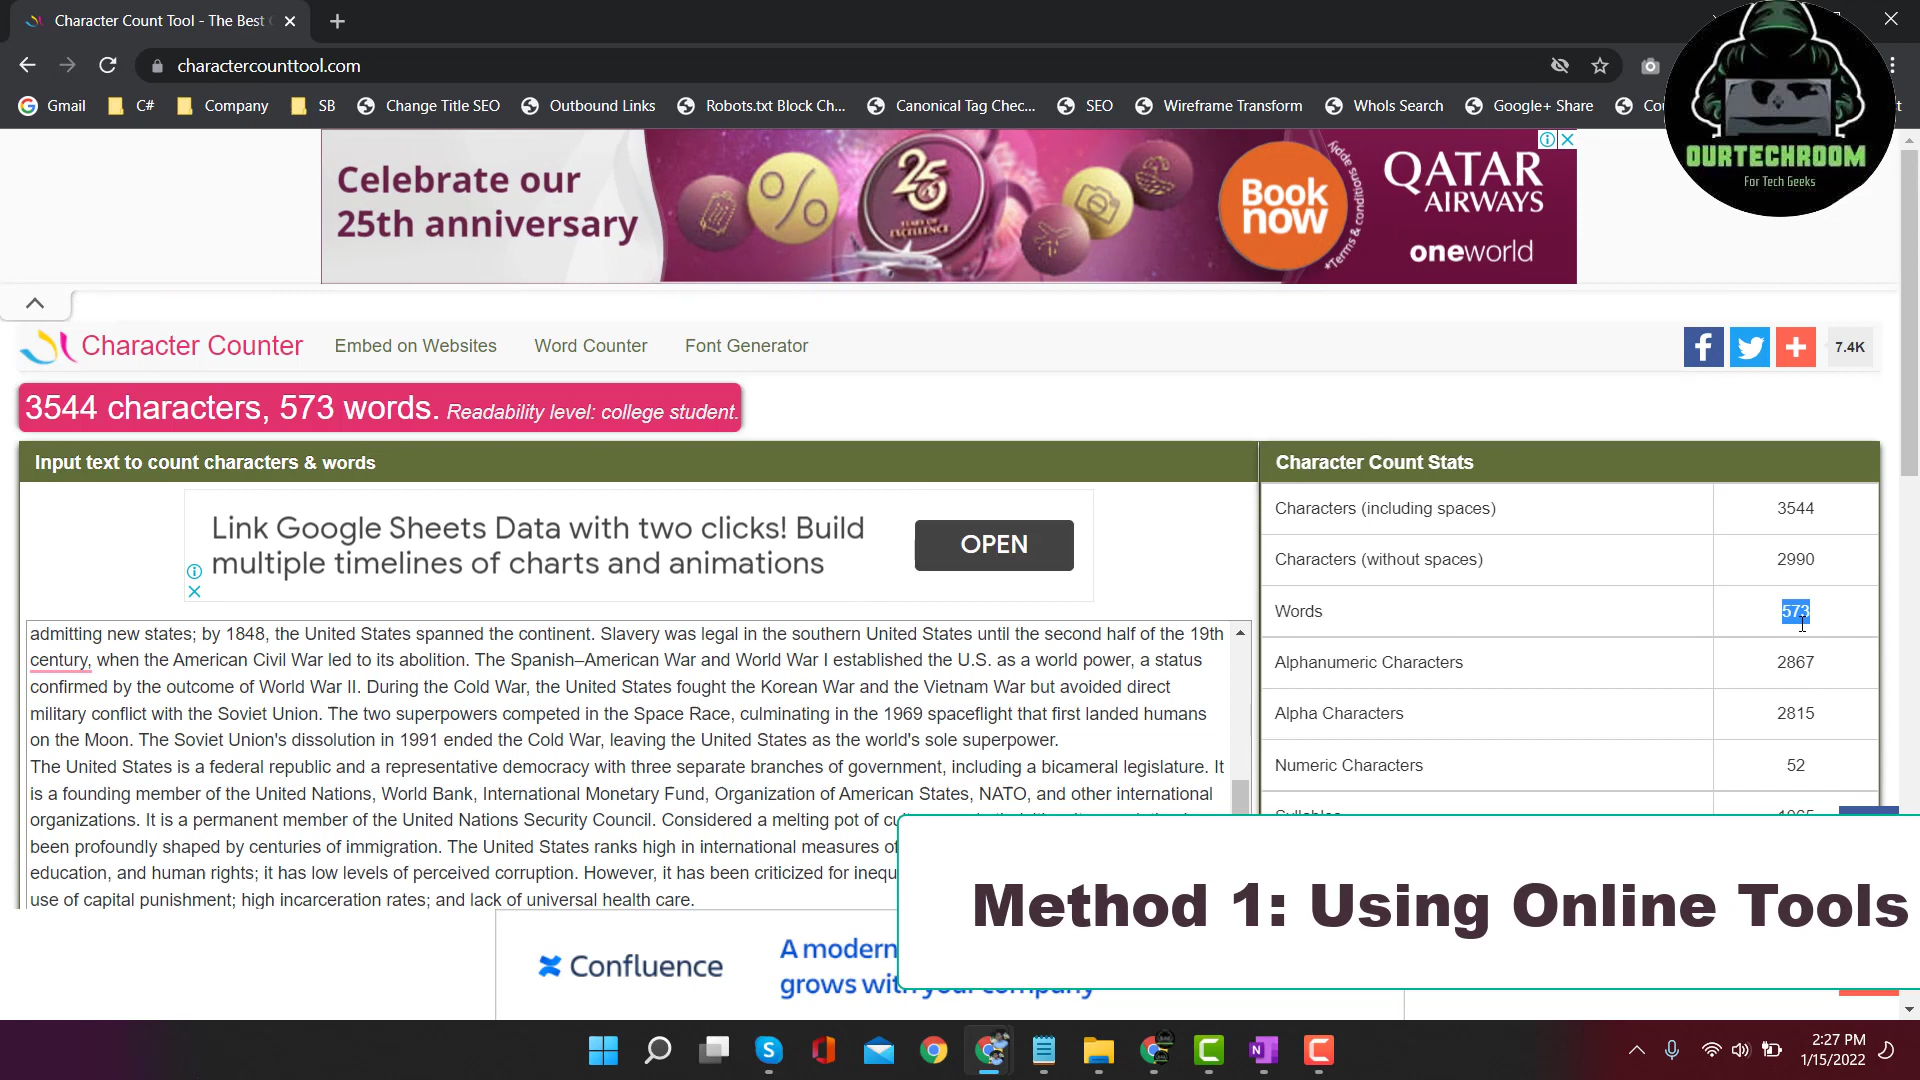 Character Count Tool - The Best
charactercounttool.com
Gmail
C#
Company
SB
Change Title SEO
Outbound Links
Robots.txt Block Ch...
Canonical Tag Chec...
SEO
Wireframe Transform
WhoIs Search
Google+ Share
OURTECHROOM
For Tech Geeks
Celebrate our
25th anniversary
25
Book
now
*Terms & conditions apply
QATAR
AIRWAYS
oneworld
Character Counter
Embed on Websites
Word Counter
Font Generator
7.4K
3544 characters, 573 words. Readability level: college student.
Input text to count characters & words
Link Google Sheets Data with two clicks! Build
multiple timelines of charts and animations
OPEN
admitting new states; by 1848, the United States spanned the continent. Slavery was legal in the southern United States until the second half of the 19th
century, when the American Civil War led to its abolition. The Spanish–American War and World War I established the U.S. as a world power, a status
confirmed by the outcome of World War II. During the Cold War, the United States fought the Korean War and the Vietnam War but avoided direct
military conflict with the Soviet Union. The two superpowers competed in the Space Race, culminating in the 1969 spaceflight that first landed humans
on the Moon. The Soviet Union's dissolution in 1991 ended the Cold War, leaving the United States as the world's sole superpower.
The United States is a federal republic and a representative democracy with three separate branches of government, including a bicameral legislature. It
is a founding member of the United Nations, World Bank, International Monetary Fund, Organization of American States, NATO, and other international
organizations. It is a permanent member of the United Nations Security Council. Considered a melting pot of
been profoundly shaped by centuries of immigration. The United States ranks high in international measures of
education, and human rights; it has low levels of perceived corruption. However, it has been criticized for
use of capital punishment; high incarceration rates; and lack of universal health care.
Character Count Stats
Characters (including spaces) 3544
Characters (without spaces) 2990
Words 573
Alphanumeric Characters 2867
Alpha Characters 2815
Numeric Characters 52
Confluence
A modern
grows with your company
Method 1: Using Online Tools
2:27 PM
1/15/2022